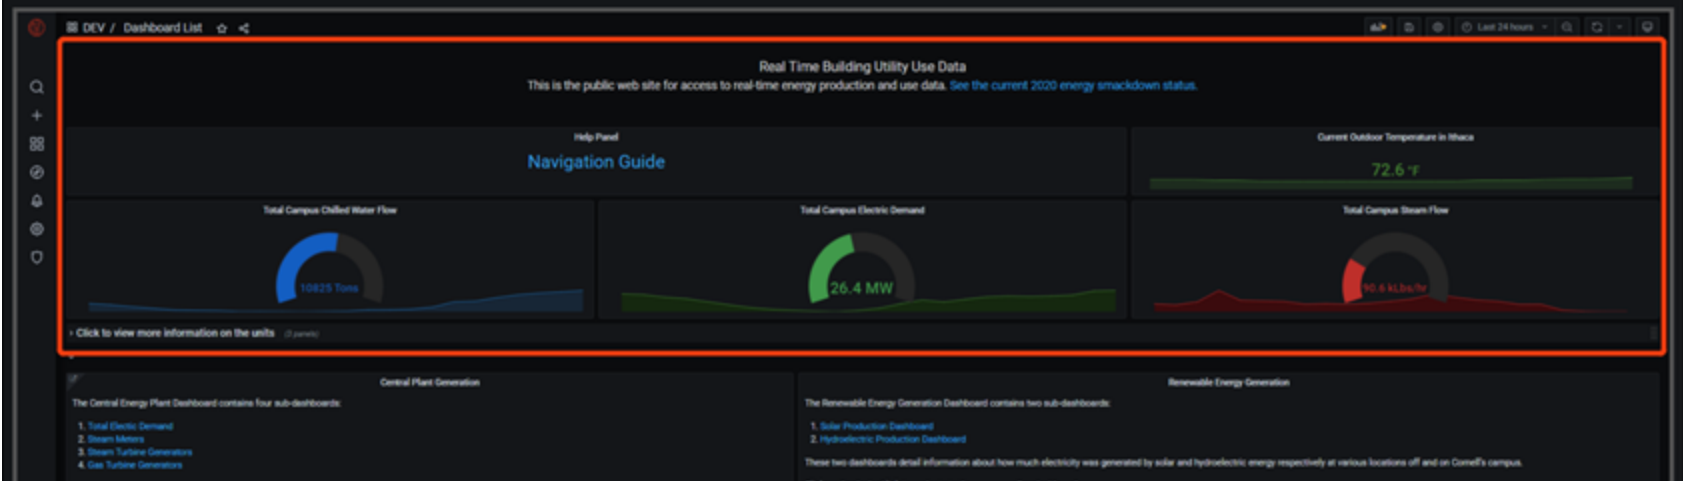 DEV / Dashboard List
Last 24 hours
Real Time Building Utility Use Data
This is the public web site for access to real-time energy production and use data. See the current 2020 energy smackdown status.
Help Panel
Navigation Guide
Current Outdoor Temperature in Ithaca
72.6 °F
Total Campus Chilled Water Flow
10825 Tons
Total Campus Electric Demand
26.4 MW
Total Campus Steam Flow
90.6 kLbs/hr
› Click to view more information on the units (3 panels)
Central Plant Generation
The Central Energy Plant Dashboard contains four sub-dashboards:
1. Total Electic Demand
2. Steam Meters
3. Steam Turbine Generators
4. Gas Turbine Generators
Renewable Energy Generation
The Renewable Energy Generation Dashboard contains two sub-dashboards:
1. Solar Production Dashboard
2. Hydroelectric Production Dashboard
These two dashboards detail information about how much electricity was generated by solar and hydroelectric energy respectively at various locations off and on Cornell's campus.